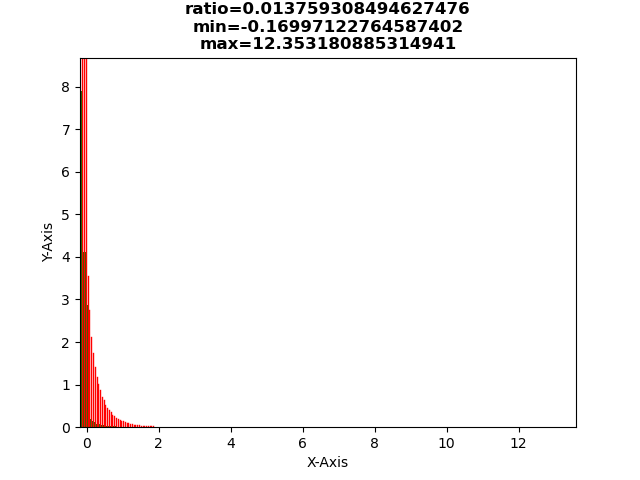 ratio=0.013759308494627476
min=-0.16997122764587402
max=12.353180885314941
8
7
6
5
4
3
2
1
0
Y-Axis
0 2 4 6 8 10 12
X-Axis